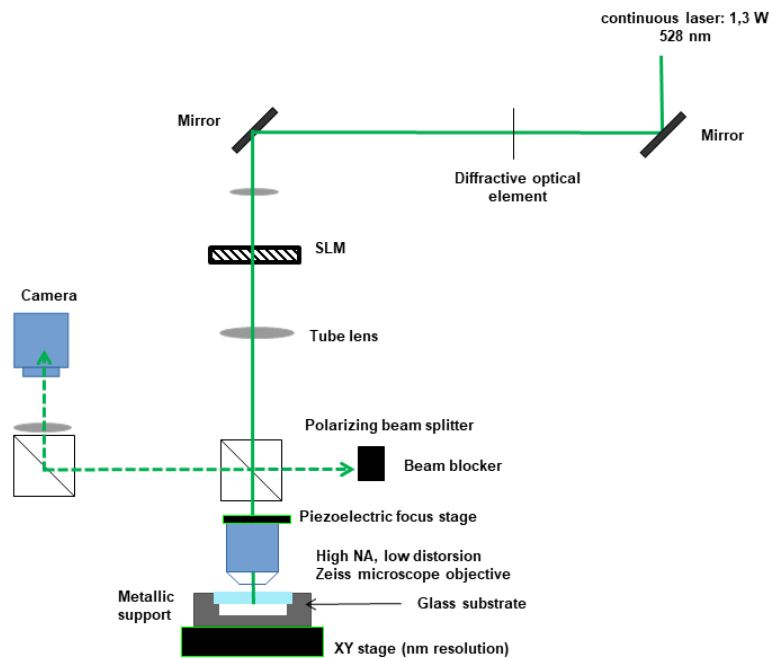 continuous laser: 1,3 W
528 nm
Mirror
Mirror
Diffractive optical
element
SLM
Camera
Tube lens
Polarizing beam splitter
Beam blocker
Piezoelectric focus stage
High NA, low distorsion
Zeiss microscope objective
Metallic
support
Glass substrate
XY stage (nm resolution)